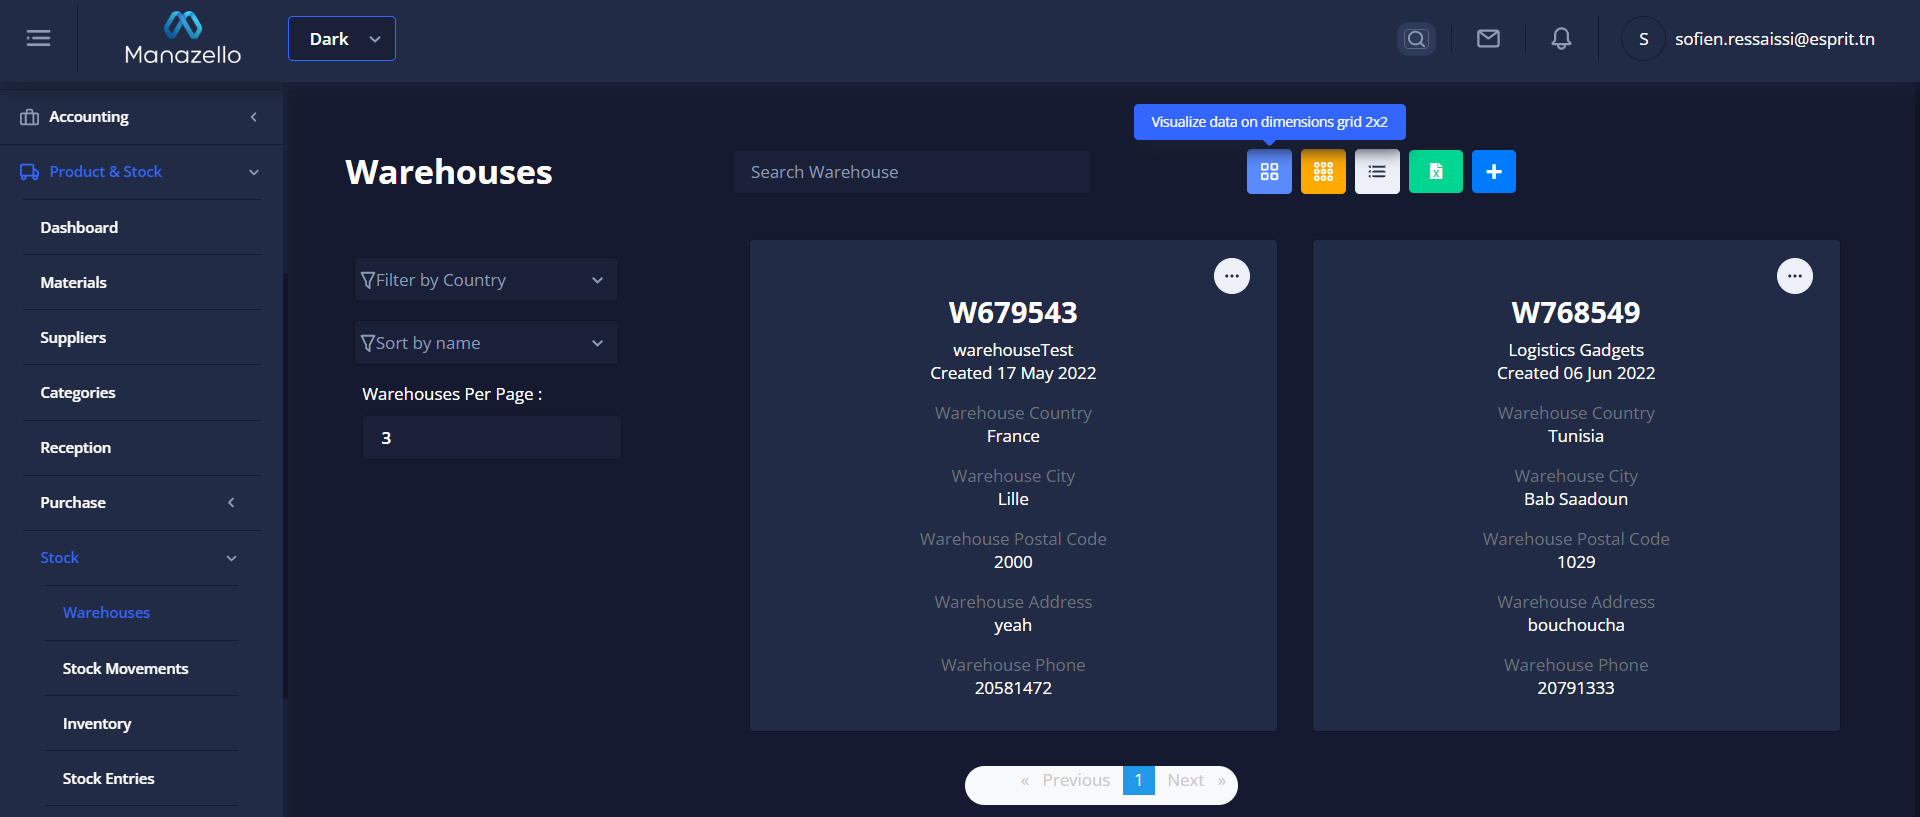 Manazello
Dark
S
sofien.ressaissi@esprit.tn
Accounting
Product & Stock
Dashboard
Materials
Suppliers
Categories
Reception
Purchase
Stock
Warehouses
Stock Movements
Inventory
Stock Entries
Visualize data on dimensions grid 2x2
Warehouses
Search Warehouse
Filter by Country
Sort by name
Warehouses Per Page :
3
W679543
warehouseTest
Created 17 May 2022
Warehouse Country
France
Warehouse City
Lille
Warehouse Postal Code
2000
Warehouse Address
yeah
Warehouse Phone
20581472
W768549
Logistics Gadgets
Created 06 Jun 2022
Warehouse Country
Tunisia
Warehouse City
Bab Saadoun
Warehouse Postal Code
1029
Warehouse Address
bouchoucha
Warehouse Phone
20791333
« Previous 1 Next »